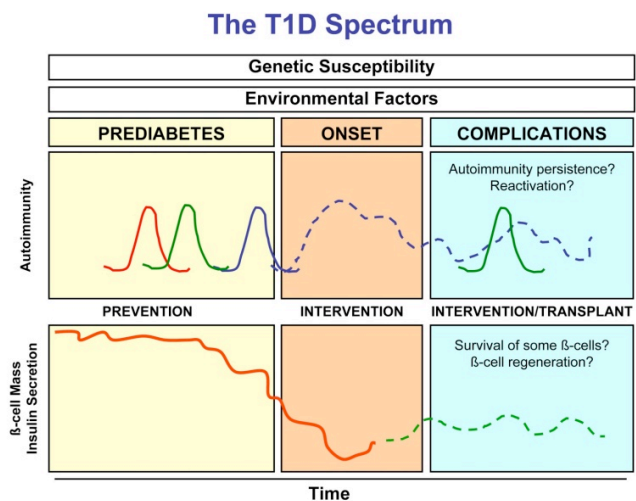 The T1D Spectrum
Genetic Susceptibility
Environmental Factors
PREDIABETES
ONSET
COMPLICATIONS
Autoimmunity
Autoimmunity persistence?
Reactivation?
PREVENTION
INTERVENTION
INTERVENTION/TRANSPLANT
ß-cell Mass
Insulin Secretion
Survival of some ß-cells?
ß-cell regeneration?
Time